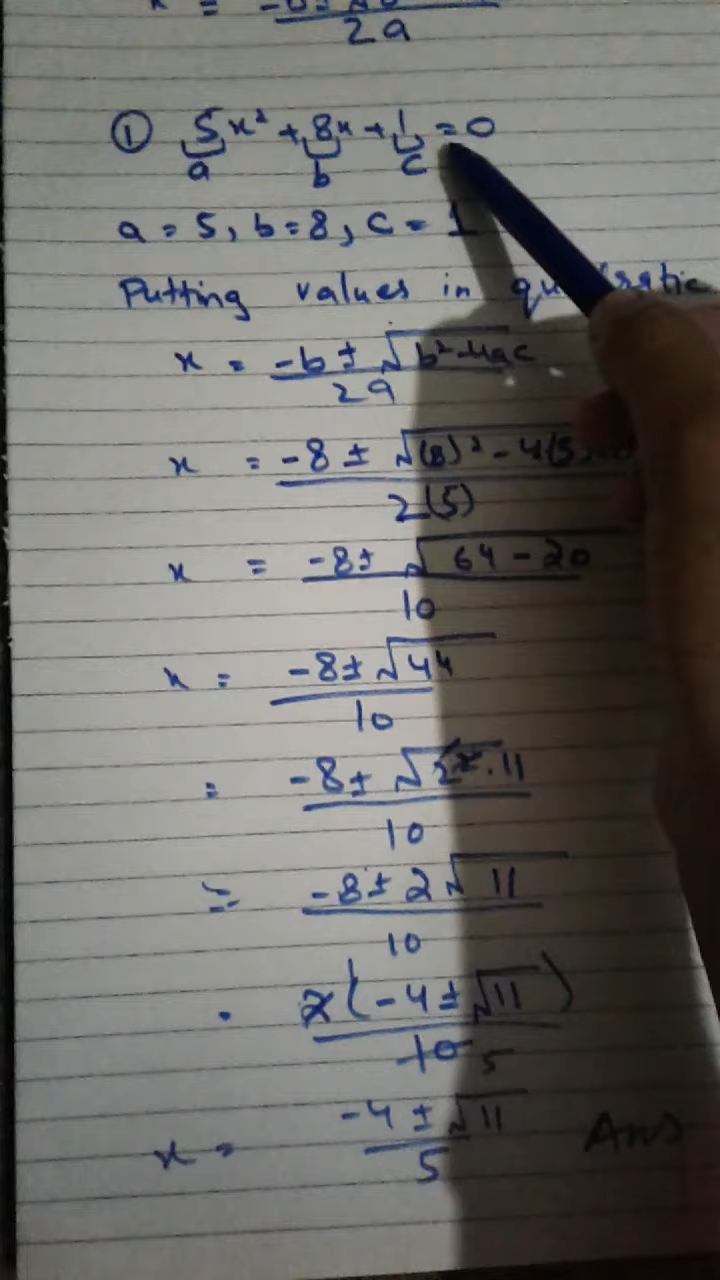 2a
① 5x² + 8x + 1 = 0
a b c
a = 5, b = 8, c = 1
Putting values in
x = -b ± √b² - 4ac
2a
x = -8 ± √(8)² - 4(5)
2(5)
x = -8 ± √64 - 20
10
x = -8 ± √44
10
= -8 ± √2² · 11
10
= -8 ± 2√11
10
= 2(-4 ± √11)
10 5
x = -4 ± √11 Ans
5